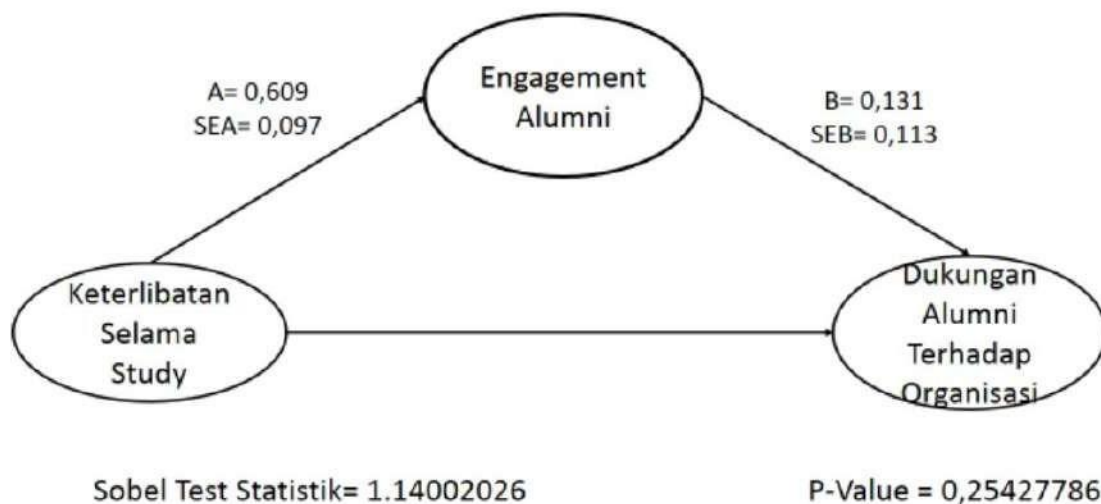 Engagement
Alumni
A= 0,609
SEA= 0,097
B= 0,131
SEB= 0,113
Keterlibatan
Selama
Study
Dukungan
Alumni
Terhadap
Organisasi
Sobel Test Statistik= 1.14002026
P-Value = 0,25427786